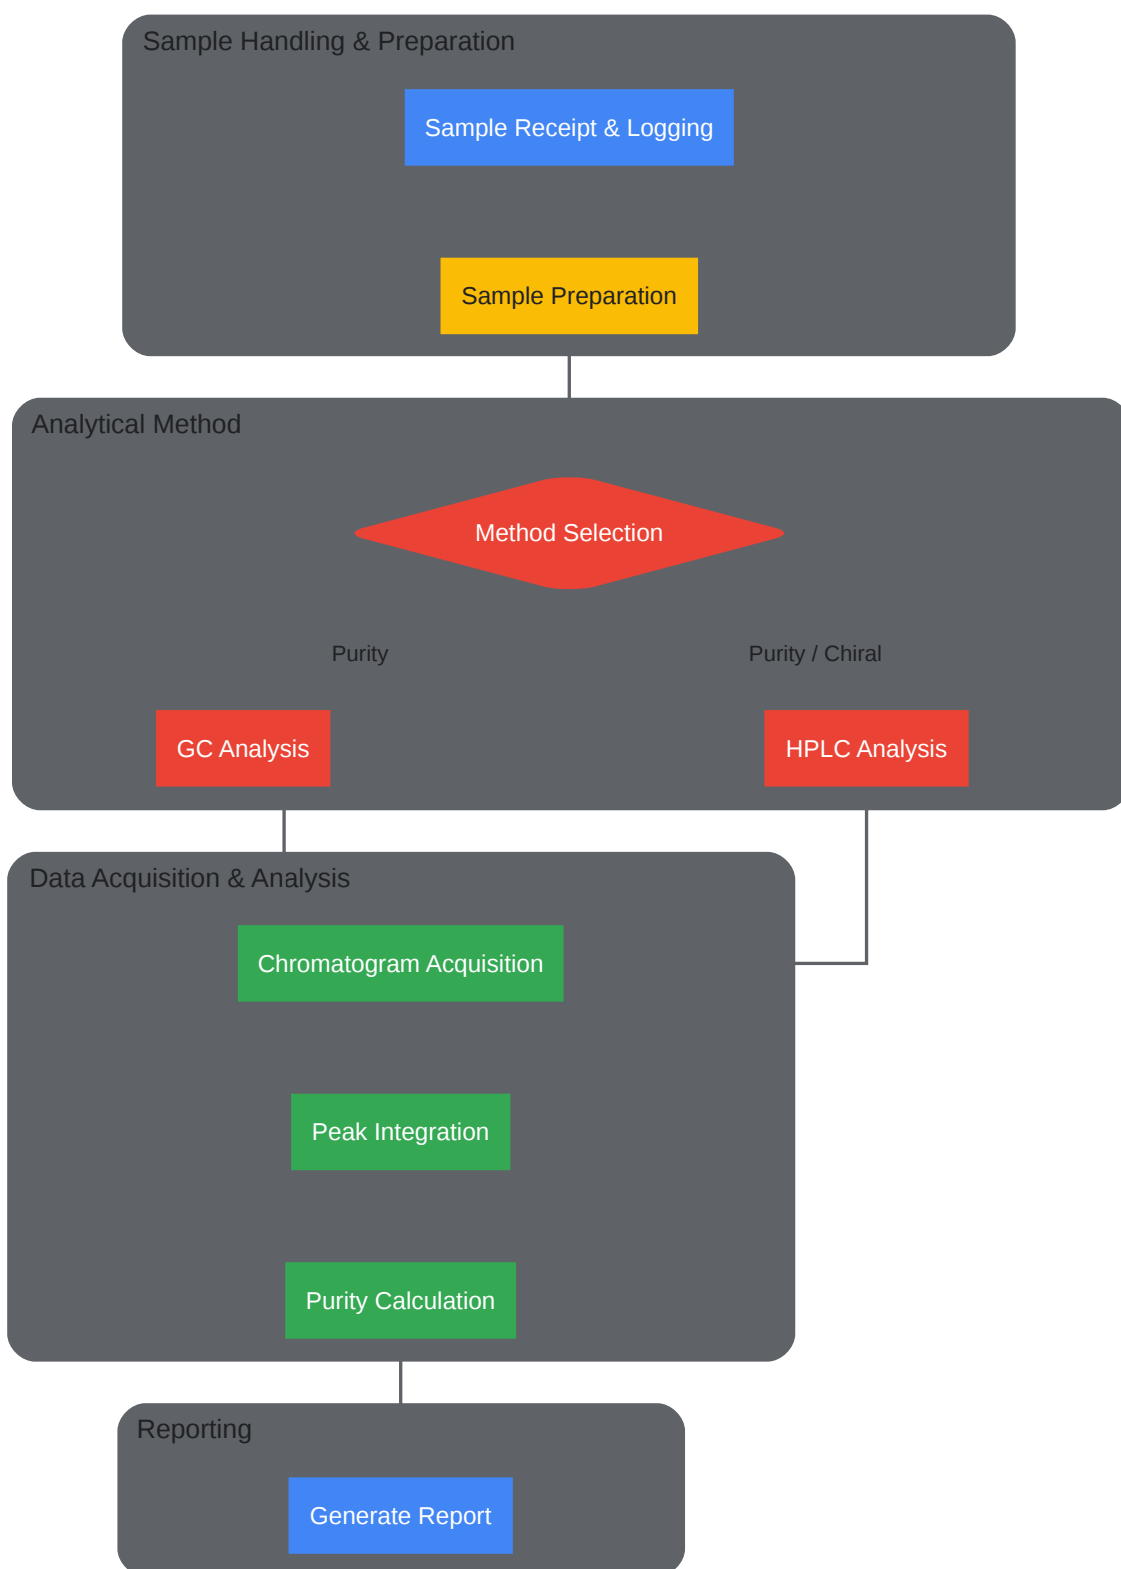 Sample Handling & Preparation
Sample Receipt & Logging
Sample Preparation
Analytical Method
Method Selection
Purity
Purity / Chiral
GC Analysis
HPLC Analysis
Data Acquisition & Analysis
Chromatogram Acquisition
Peak Integration
Purity Calculation
Reporting
Generate Report